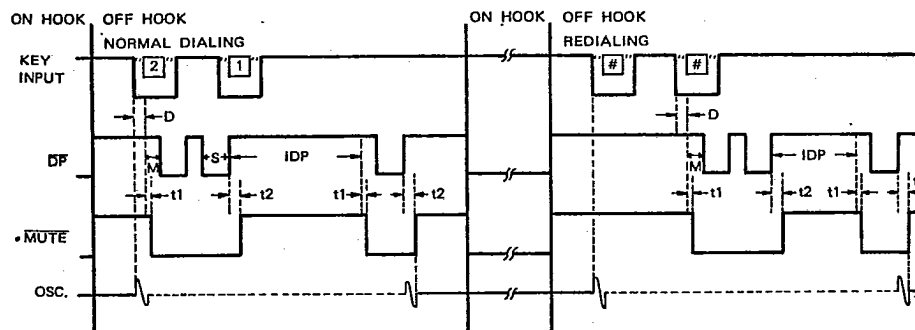 ON HOOK OFF HOOK ON HOOK OFF HOOK
NORMAL DIALING REDIALING
KEY INPUT 2 1 # #
D D
DP M S IDP M IDP
t1 t2 t1 t2 t1 t2 t1
MUTE
OSC.